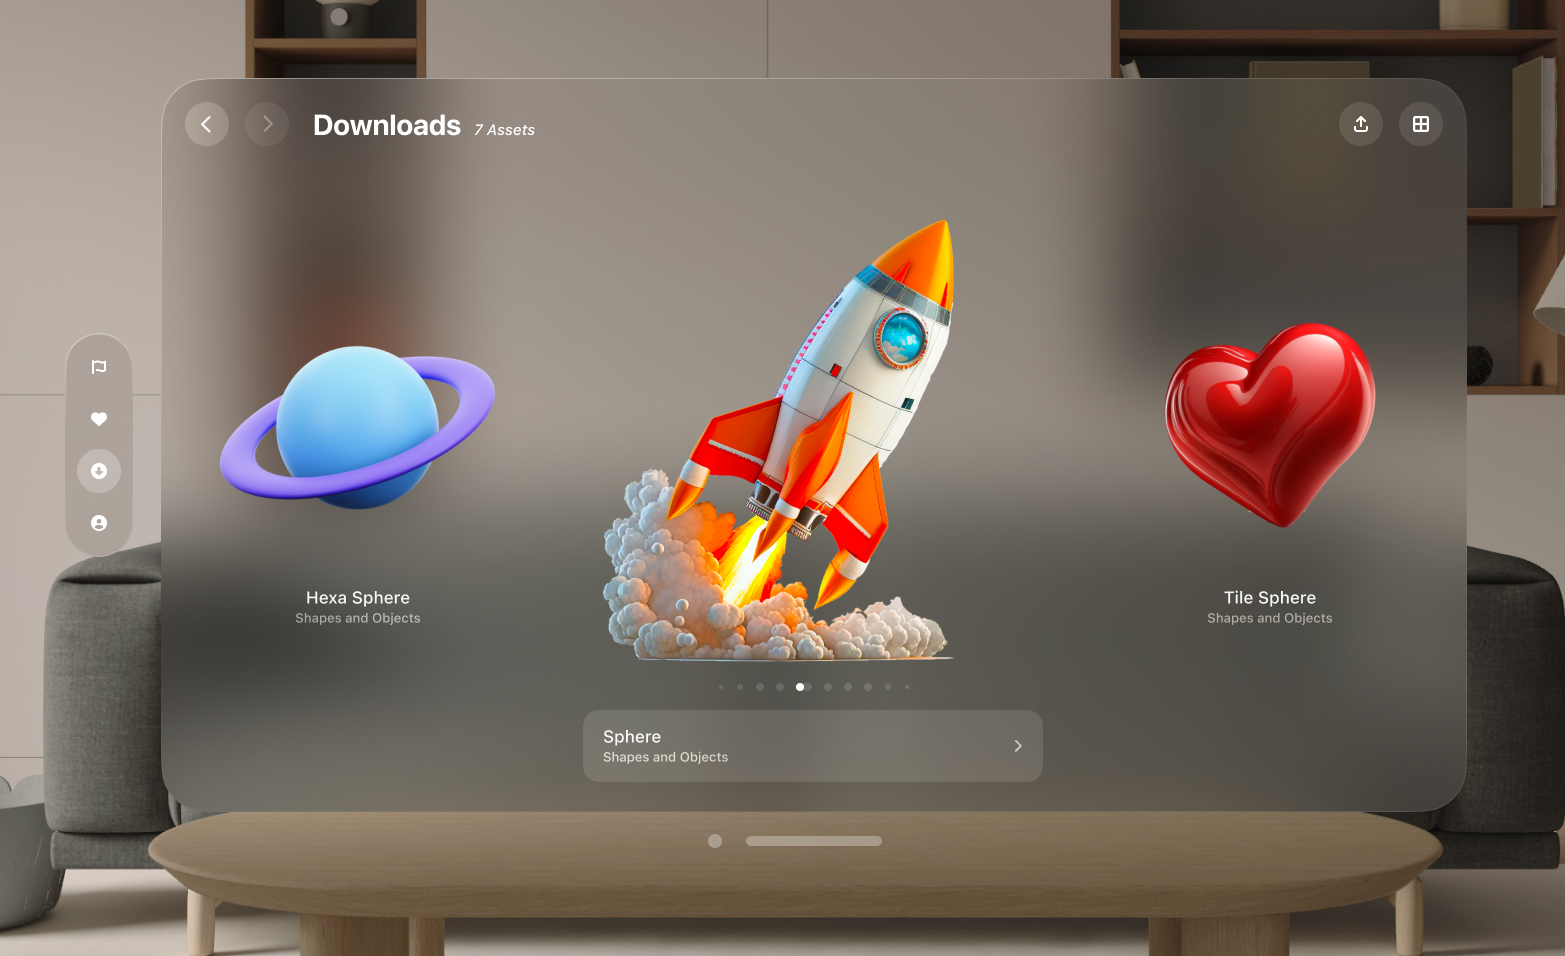 Downloads 7 Assets
Hexa Sphere
Shapes and Objects
Tile Sphere
Shapes and Objects
Sphere
Shapes and Objects